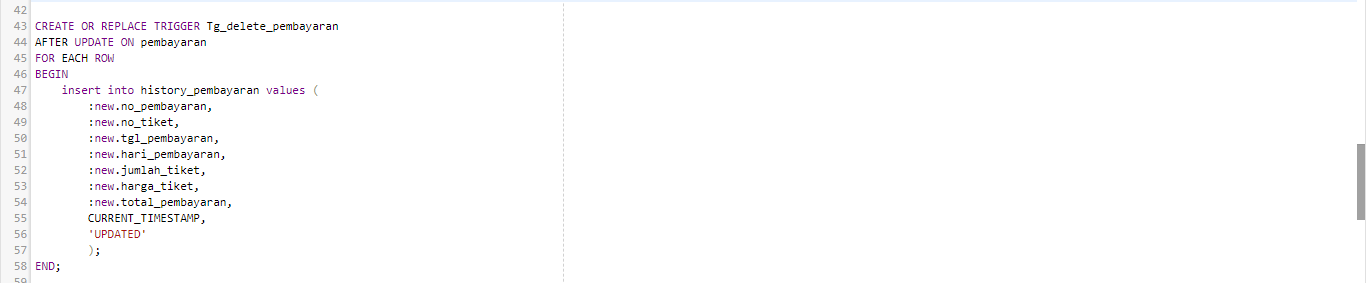 42
43 CREATE OR REPLACE TRIGGER Tg_delete_pembayaran
44 AFTER UPDATE ON pembayaran
45 FOR EACH ROW
46 BEGIN
47 insert into history_pembayaran values (
48 :new.no_pembayaran,
49 :new.no_tiket,
50 :new.tgl_pembayaran,
51 :new.hari_pembayaran,
52 :new.jumlah_tiket,
53 :new.harga_tiket,
54 :new.total_pembayaran,
55 CURRENT_TIMESTAMP,
56 'UPDATED'
57 );
58 END;
59